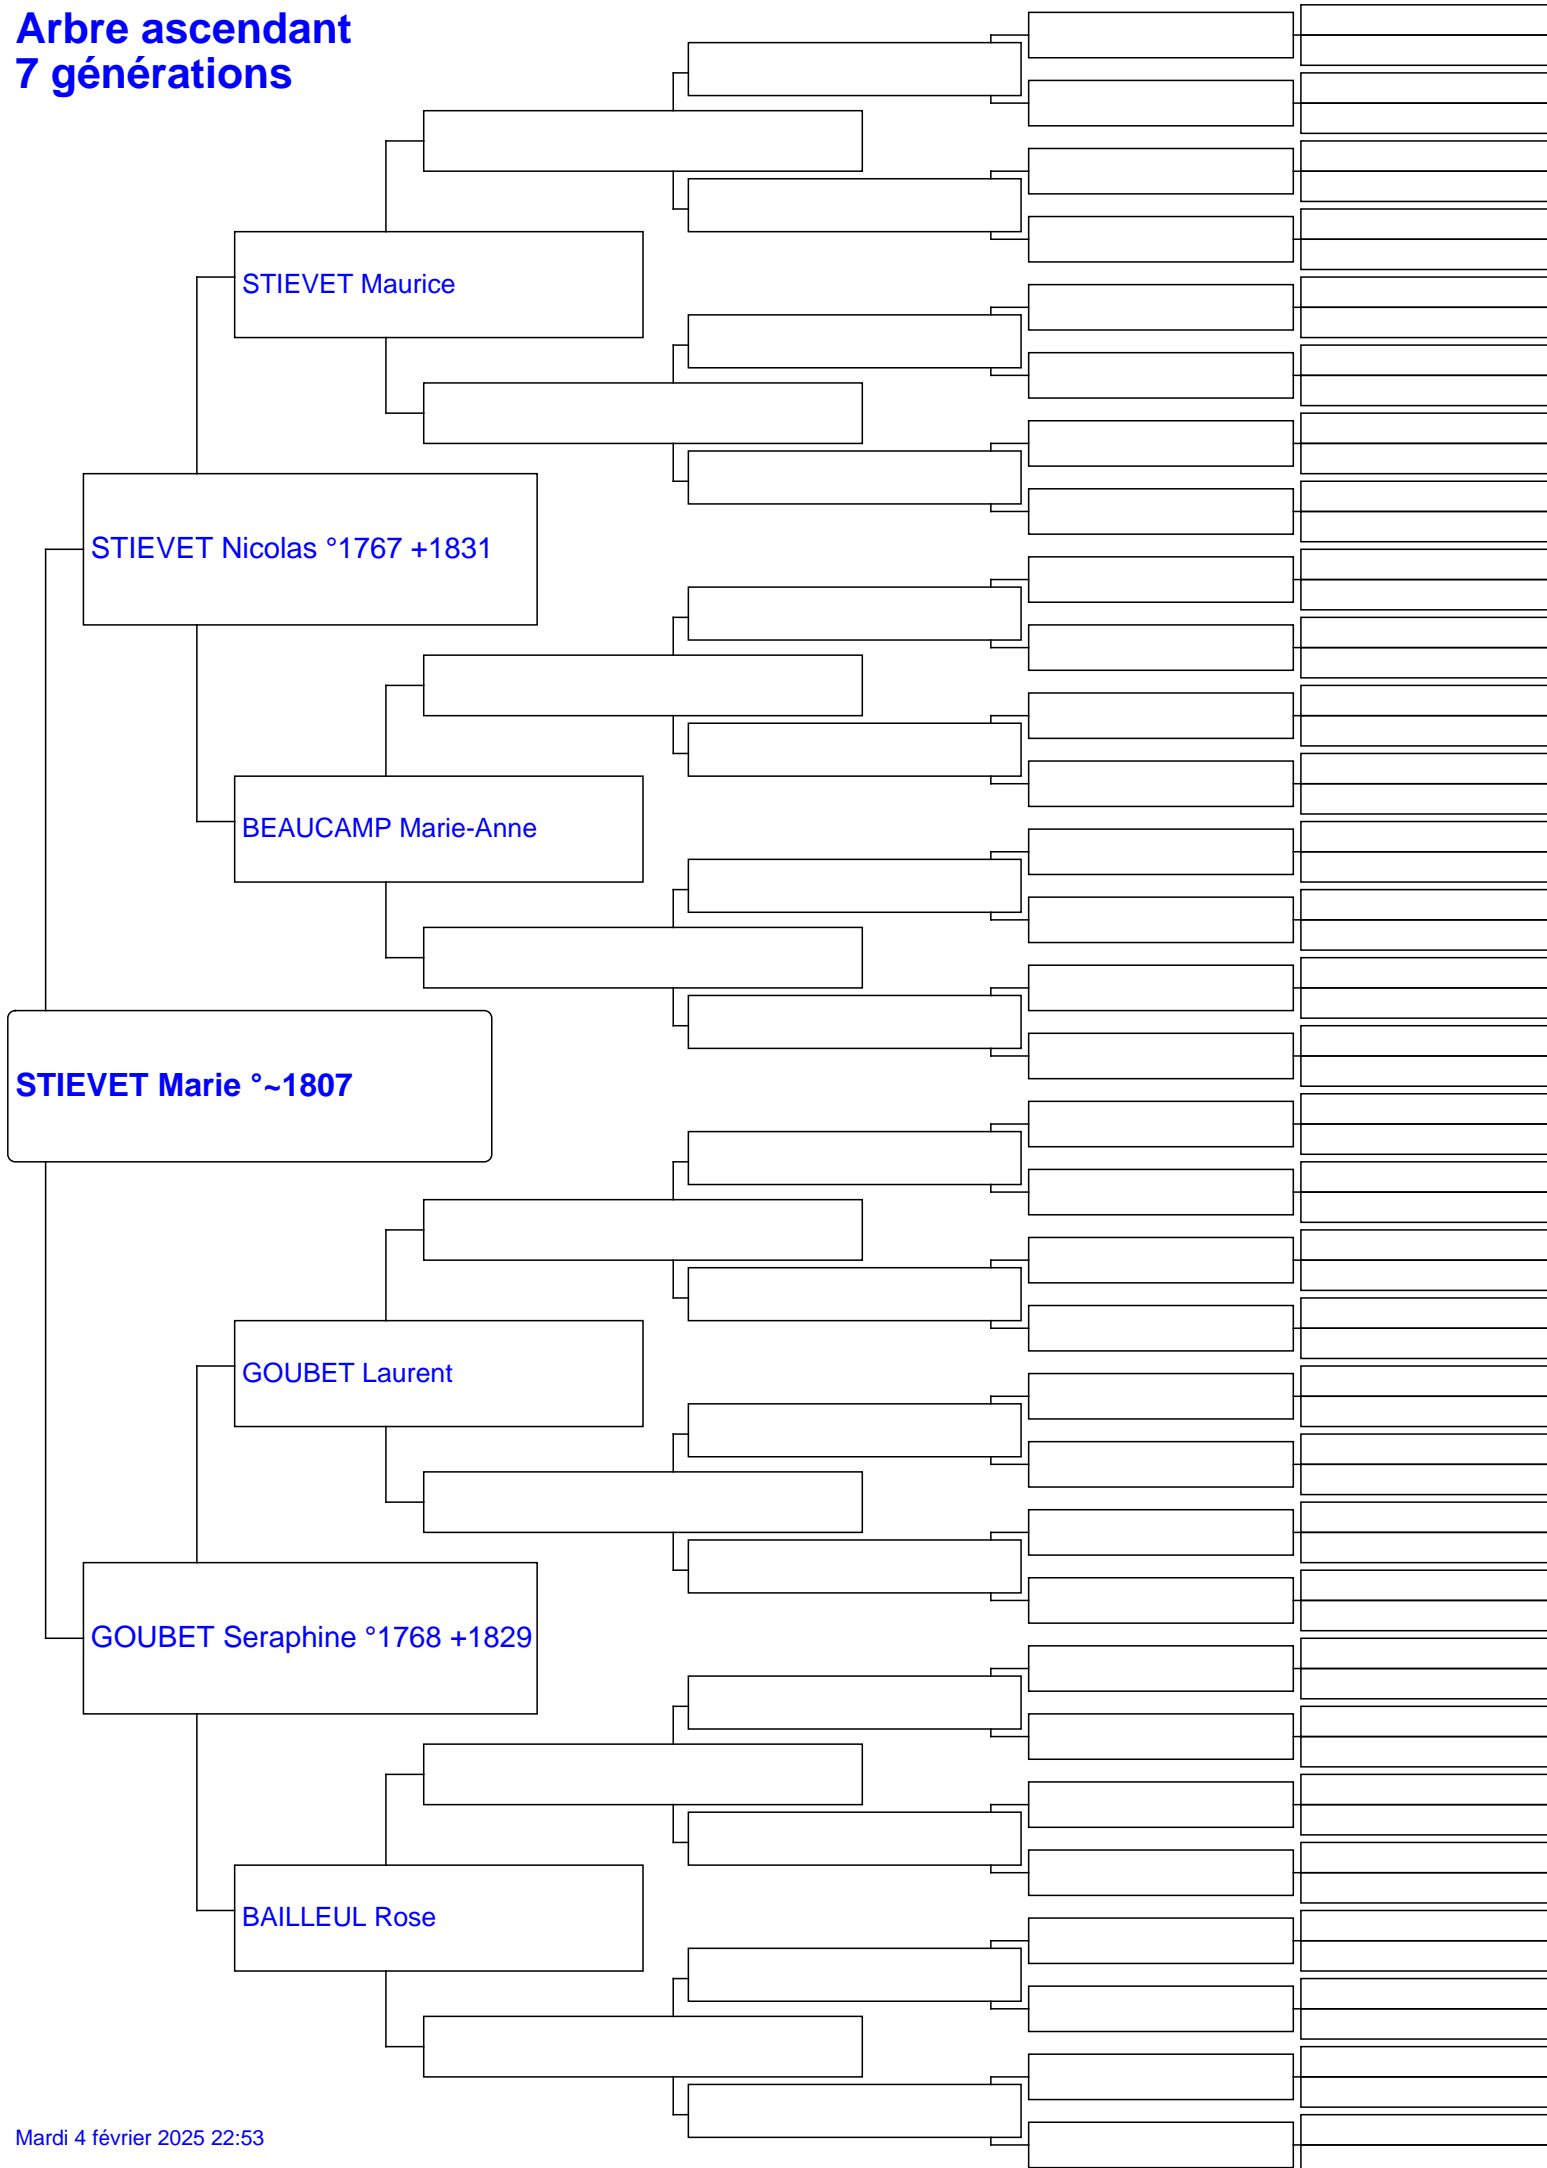 Arbre ascendant
7 générations
STIEVET Maurice
STIEVET Nicolas °1767 +1831
BEAUCAMP Marie-Anne
STIEVET Marie °~1807
GOUBET Laurent
GOUBET Seraphine °1768 +1829
BAILLEUL Rose
Mardi 4 février 2025 22:53